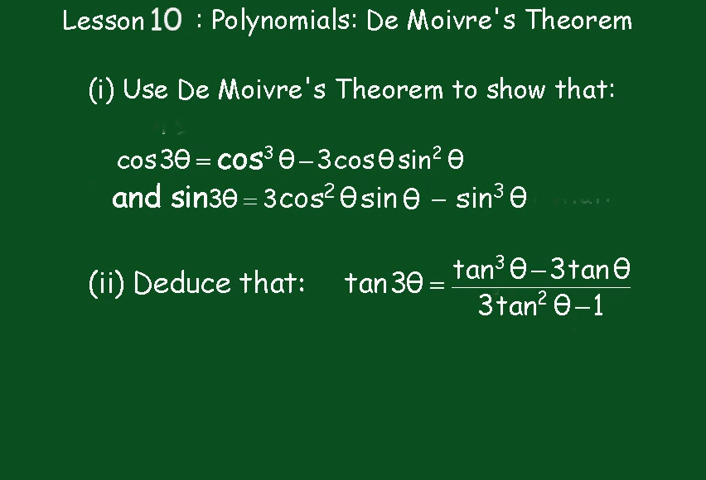 Lesson 10 : Polynomials: De Moivre's Theorem
(i) Use De Moivre's Theorem to show that:
cos3θ = cos³θ – 3cosθsin²θ
and sin3θ = 3cos²θsinθ – sin³θ
(ii) Deduce that: tan3θ = (tan³θ – 3tanθ)/(3tan²θ – 1)